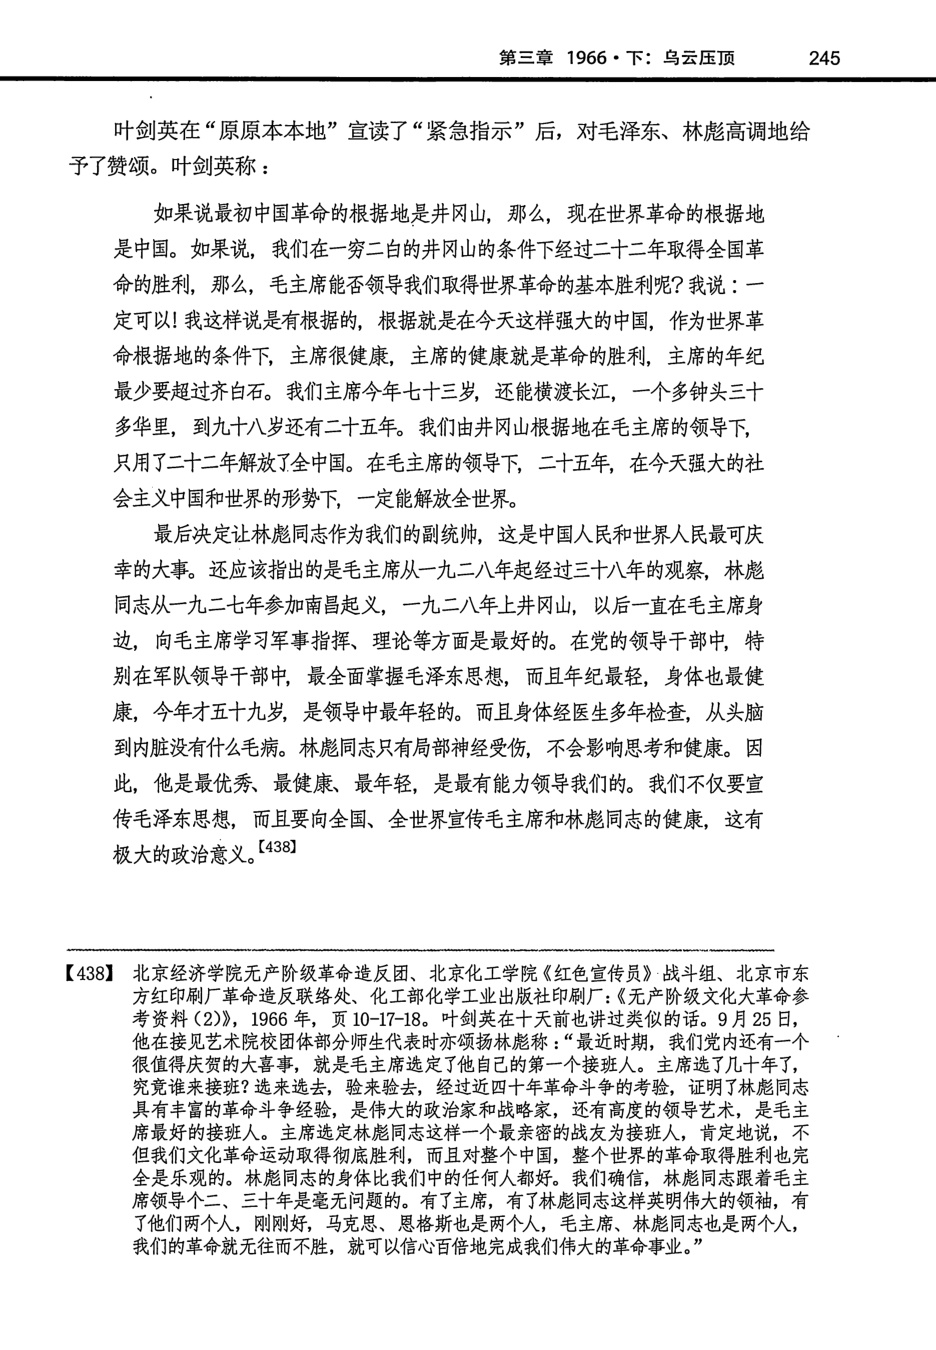 第三章 1966·下：乌云压顶 245
叶剑英在“原原本本地”宣读了“紧急指示”后，对毛泽东、林彪高调地给
予了赞颂。叶剑英称：
如果说最初中国革命的根据地是井冈山，那么，现在世界革命的根据地
是中国。如果说，我们在一穷二白的井冈山的条件下经过二十二年取得全国革
命的胜利，那么，毛主席能否领导我们取得世界革命的基本胜利呢？我说：一
定可以！我这样说是有根据的，根据就是在今天这样强大的中国，作为世界革
命根据地的条件下，主席很健康，主席的健康就是革命的胜利，主席的年纪
最少要超过齐白石。我们主席今年七十三岁，还能横渡长江，一个多钟头三十
多华里，到九十八岁还有二十五年。我们由井冈山根据地在毛主席的领导下，
只用了二十二年解放了全中国。在毛主席的领导下，二十五年，在今天强大的社
会主义中国和世界的形势下，一定能解放全世界。
最后决定让林彪同志作为我们的副统帅，这是中国人民和世界人民最可庆
幸的大事。还应该指出的是毛主席从一九二八年起经过三十八年的观察，林彪
同志从一九二七年参加南昌起义，一九二八年上井冈山，以后一直在毛主席身
边，向毛主席学习军事指挥、理论等方面是最好的。在党的领导干部中，特
别在军队领导干部中，最全面掌握毛泽东思想，而且年纪最轻，身体也最健
康，今年才五十九岁，是领导中最年轻的。而且身体经医生多年检查，从头脑
到内脏没有什么毛病。林彪同志只有局部神经受伤，不会影响思考和健康。因
此，他是最优秀、最健康、最年轻，是最有能力领导我们的。我们不仅要宣
传毛泽东思想，而且要向全国、全世界宣传毛主席和林彪同志的健康，这有
极大的政治意义。【438】
【438】 北京经济学院无产阶级革命造反团、北京化工学院《红色宣传员》战斗组、北京市东
方红印刷厂革命造反联络处、化工部化学工业出版社印刷厂：《无产阶级文化大革命参
考资料（2）》，1966 年，页 10-17-18。叶剑英在十天前也讲过类似的话。9 月 25 日，
他在接见艺术院校团体部分师生代表时亦颂扬林彪称：“最近时期，我们党内还有一个
很值得庆贺的大喜事，就是毛主席选定了他自己的第一个接班人。主席选了几十年了，
究竟谁来接班？选来选去，验来验去，经过近四十年革命斗争的考验，证明了林彪同志
具有丰富的革命斗争经验，是伟大的政治家和战略家，还有高度的领导艺术，是毛主
席最好的接班人。主席选定林彪同志这样一个最亲密的战友为接班人，肯定地说，不
但我们文化革命运动取得彻底胜利，而且对整个中国，整个世界的革命取得胜利也完
全是乐观的。林彪同志的身体比我们中的任何人都好。我们确信，林彪同志跟着毛主
席领导个二、三十年是毫无问题的。有了主席，有了林彪同志这样英明伟大的领袖，有
了他们两个人，刚刚好，马克思、恩格斯也是两个人，毛主席、林彪同志也是两个人，
我们的革命就无往而不胜，就可以信心百倍地完成我们伟大的革命事业。”